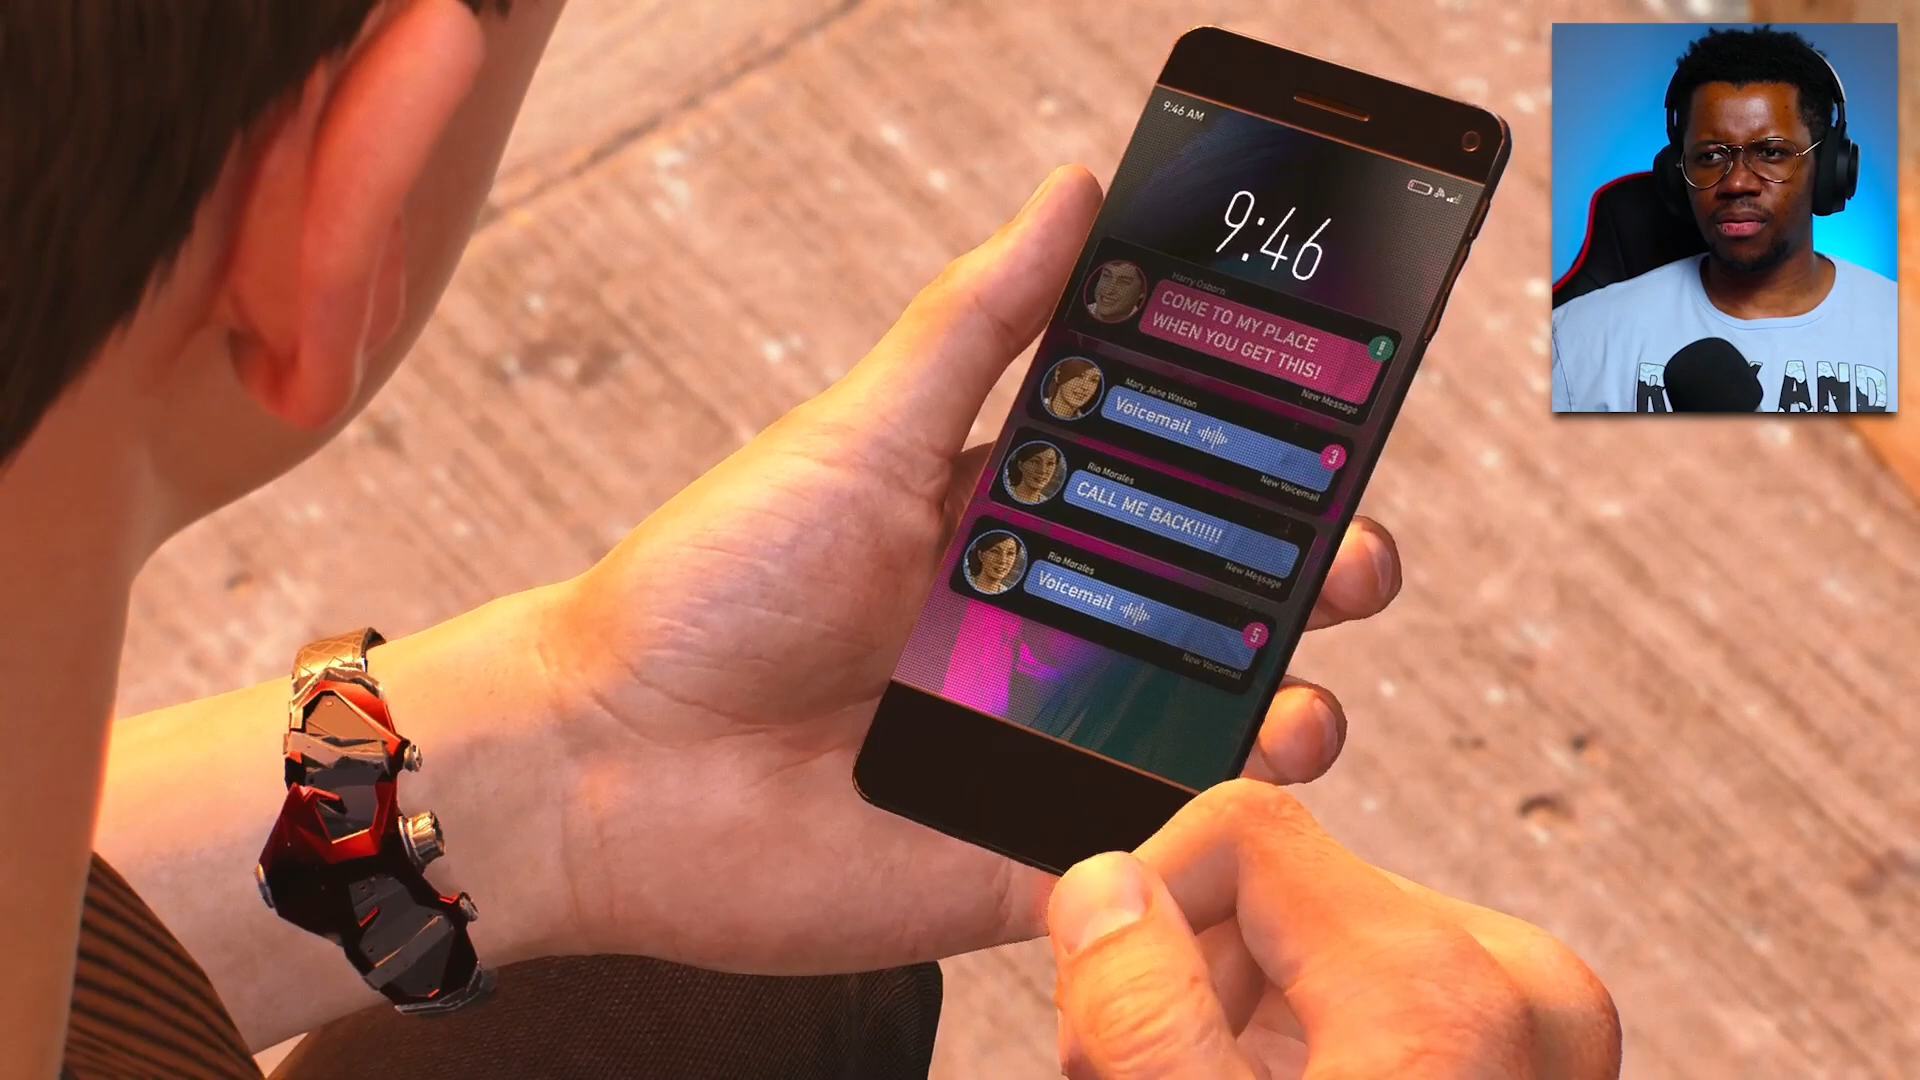 9:46 AM
9:46
Harry Osborn
COME TO MY PLACE
WHEN YOU GET THIS!
New Message
Mary Jane Watson
Voicemail
3
New Voicemail
Rio Morales
CALL ME BACK!!!!!
New Message
Rio Morales
Voicemail
5
New Voicemail
AND